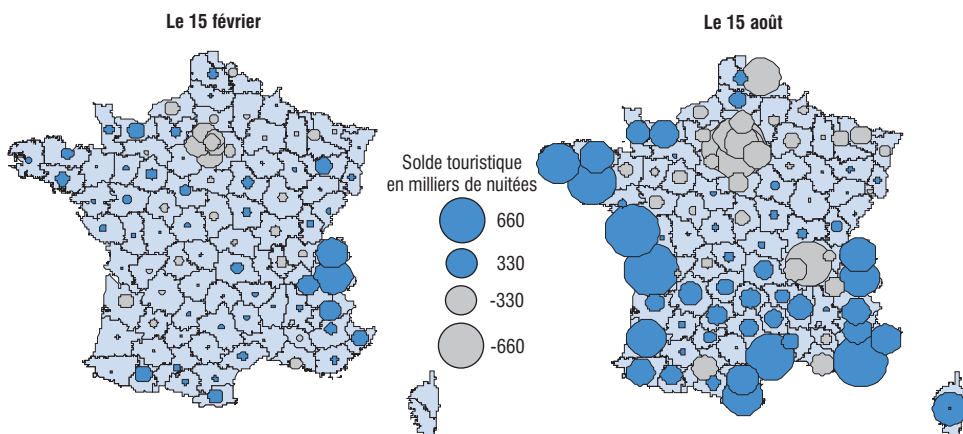 Le 15 février
Le 15 août
Solde touristique
en milliers de nuitées
660
330
-330
-660